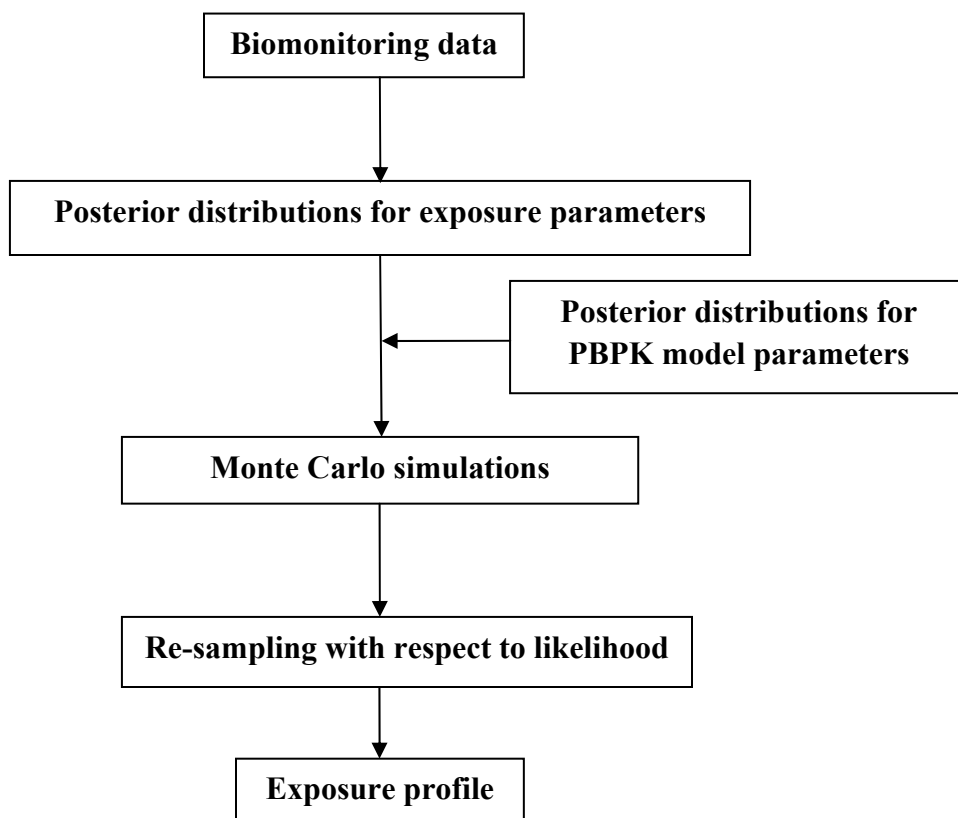 Biomonitoring data
Posterior distributions for exposure parameters
Posterior distributions for
PBPK model parameters
Monte Carlo simulations
Re-sampling with respect to likelihood
Exposure profile